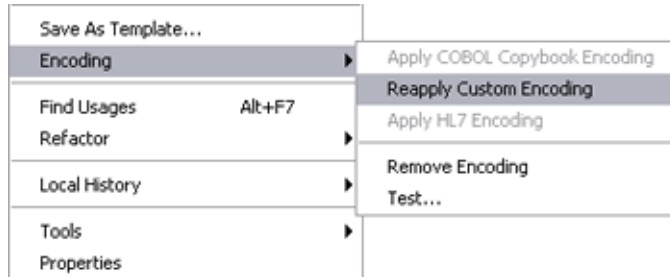 Save As Template...
Encoding
Find Usages Alt+F7
Refactor
Local History
Tools
Properties
Apply COBOL Copybook Encoding
Reapply Custom Encoding
Apply HL7 Encoding
Remove Encoding
Test...